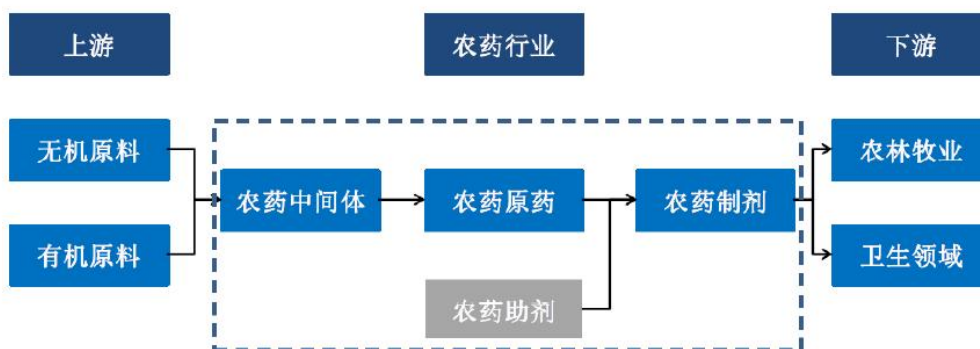 上游
农药行业
下游
无机原料
农林牧业
农药中间体
农药原药
农药制剂
有机原料
卫生领域
农药助剂